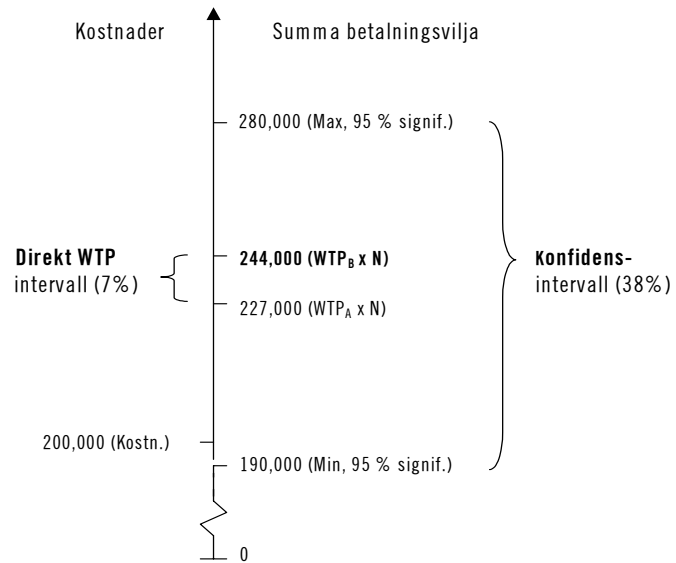 Kostnader
Summa betalningsvilja
280,000 (Max, 95 % signif.)
Direkt WTP
intervall (7%)
244,000 (WTP_B x N)
227,000 (WTP_A x N)
Konfidens-
intervall (38%)
200,000 (Kostn.)
190,000 (Min, 95 % signif.)
0